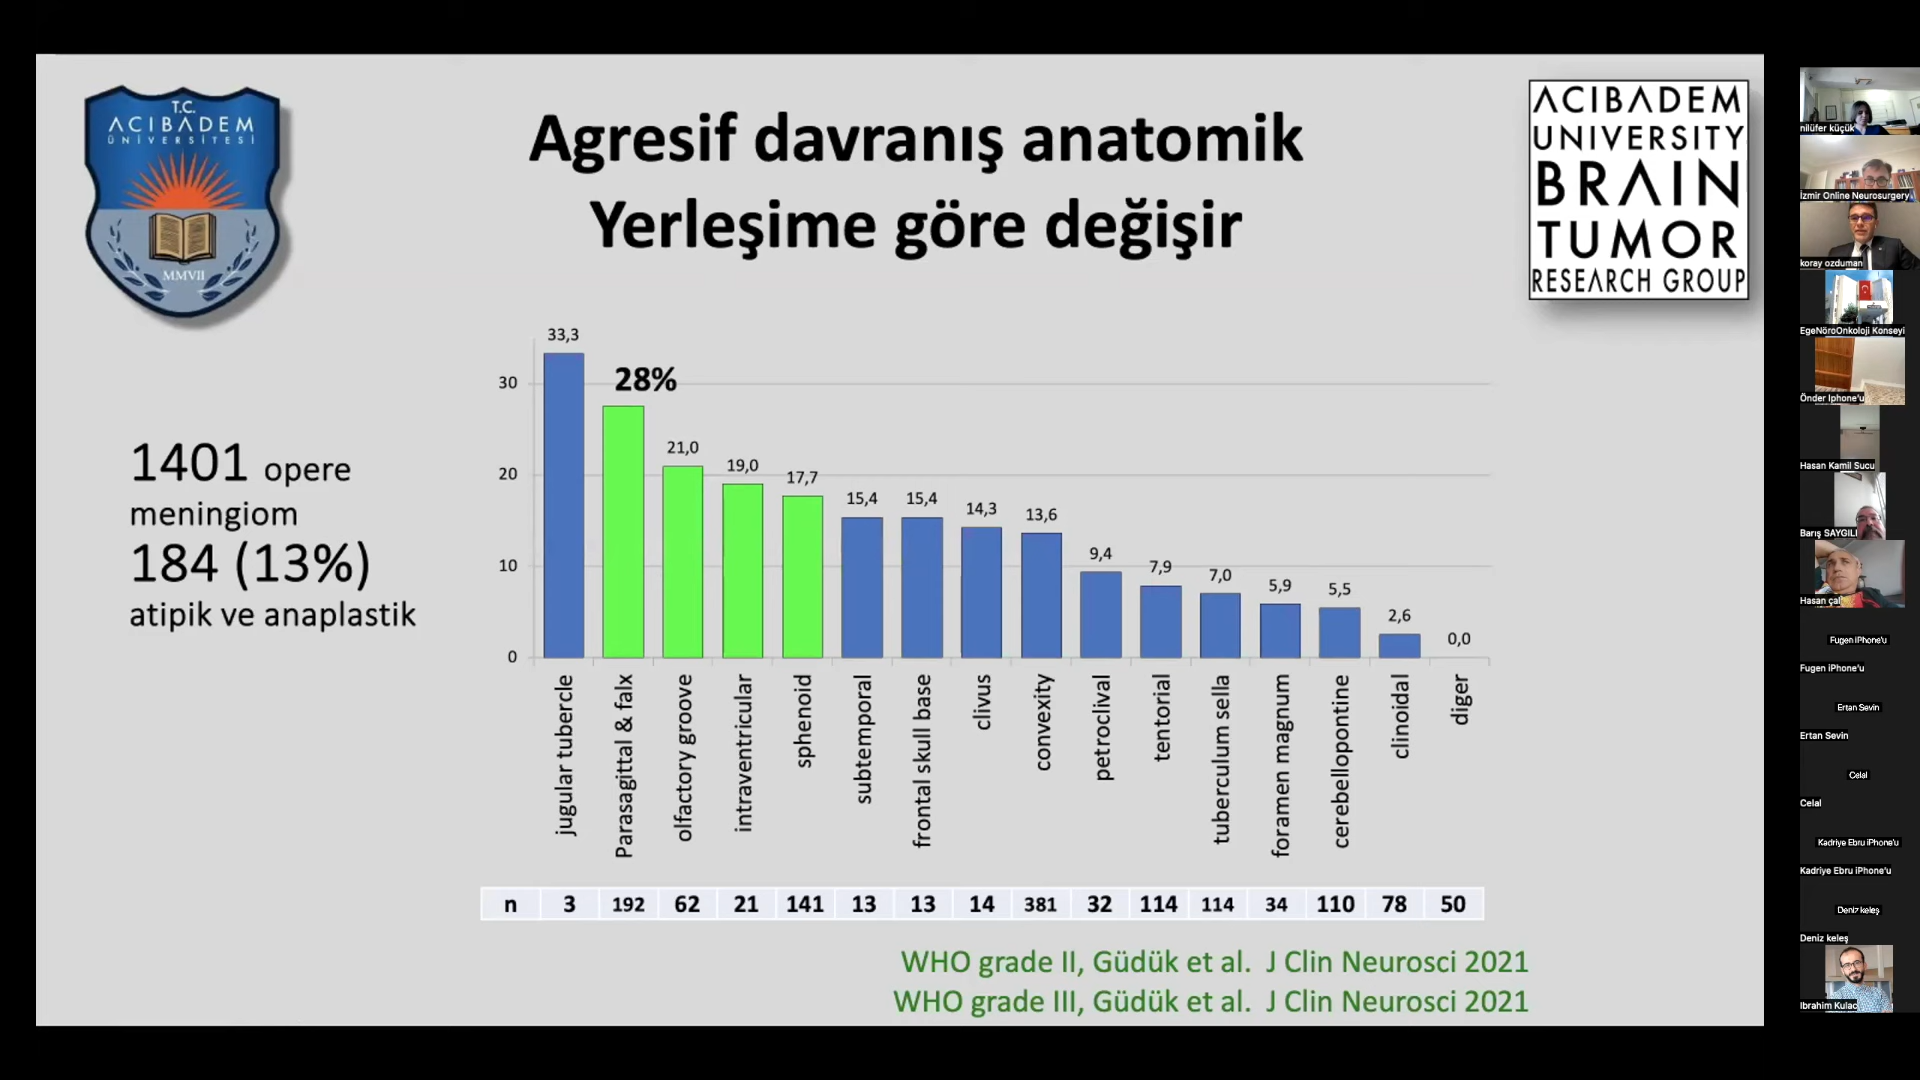 T.C.
ACIBADEM
ÜNİVERSİTESİ
MMVII
Agresif davranış anatomik
Yerleşime göre değişir
ACIBADEM
UNIVERSITY
BRAIN
TUMOR
RESEARCH GROUP
1401 opere
meningiom
184 (13%)
atipik ve anaplastik
30
20
10
0
33,3
28%
21,0
19,0
17,7
15,4
15,4
14,3
13,6
9,4
7,9
7,0
5,9
5,5
2,6
0,0
jugular tubercle
Parasagittal & falx
olfactory groove
intraventricular
sphenoid
subtemporal
frontal skull base
clivus
convexity
petroclival
tentorial
tuberculum sella
foramen magnum
cerebellopontine
clinoidal
diger
n 3 192 62 21 141 13 13 14 381 32 114 114 34 110 78 50
WHO grade II, Güdük et al. J Clin Neurosci 2021
WHO grade III, Güdük et al. J Clin Neurosci 2021
nilüfer küçük
İzmir Online Neurosurgery
koray ozduman
EgeNöroOnkoloji Konseyi
Önder Iphone'u
Hasan Kamil Sucu
Barış SAYGILI
Hasan çal
Fugen iPhone'u
Fugen iPhone'u
Ertan Sevin
Ertan Sevin
Celal
Celal
Kadriye Ebru iPhone'u
Kadriye Ebru iPhone'u
Deniz keleş
Deniz keleş
Ibrahim Kulac